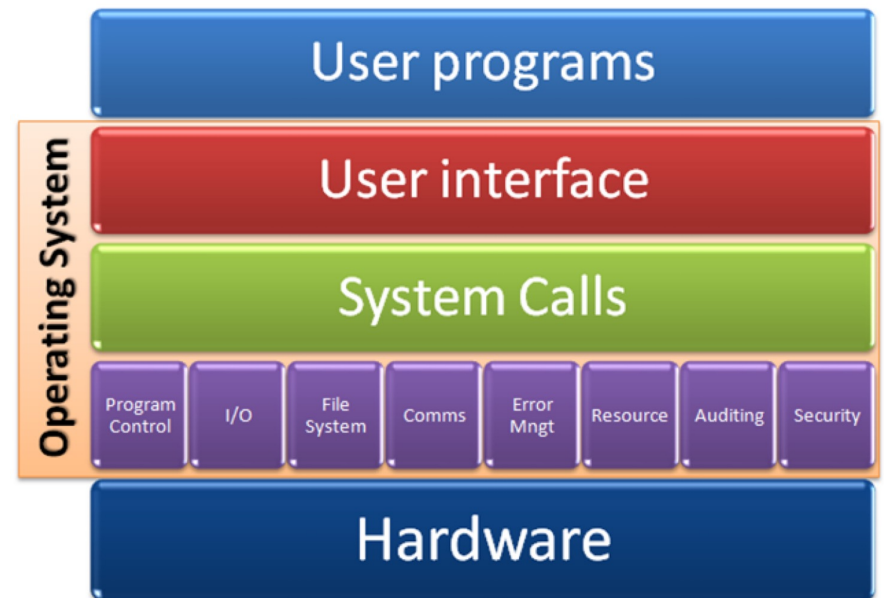 User programs
Operating System
User interface
System Calls
Program
Control
I/O
File
System
Comms
Error
Mngt
Resource
Auditing
Security
Hardware